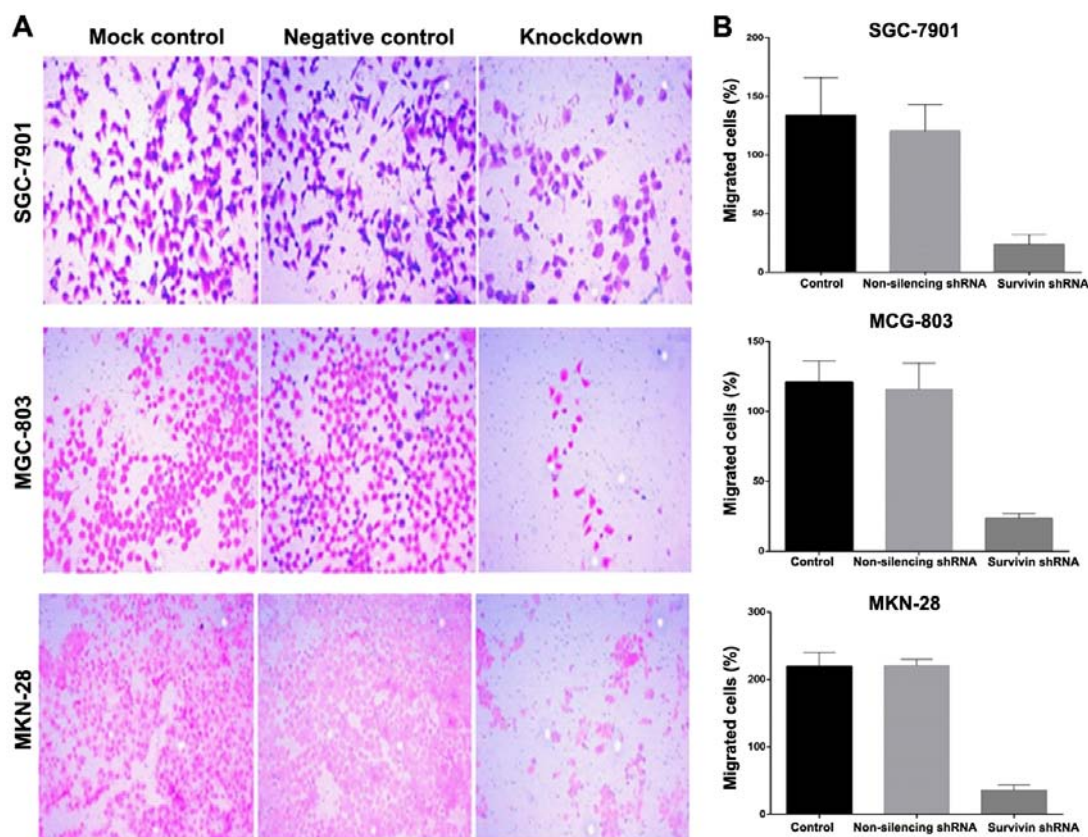 A
Mock control Negative control Knockdown
SGC-7901
MGC-803
MKN-28
B
SGC-7901
Migrated cells (%)
200
150
100
50
0
Control Non-silencing shRNA Survivin shRNA
MCG-803
Migrated cells (%)
150
100
50
0
Control Non-silencing shRNA Survivin shRNA
MKN-28
Migrated cells (%)
300
200
100
0
Control Non-silencing shRNA Survivin shRNA